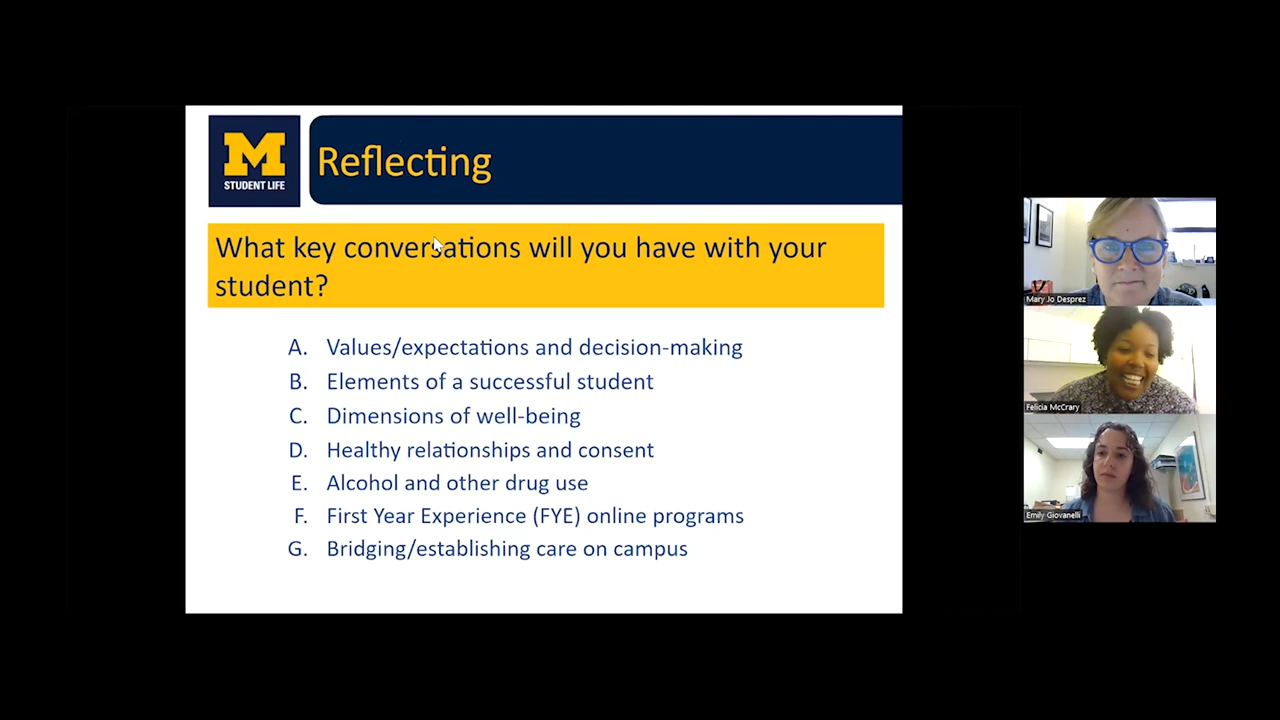 M
STUDENT LIFE
Reflecting
What key conversations will you have with your
student?
A. Values/expectations and decision-making
B. Elements of a successful student
C. Dimensions of well-being
D. Healthy relationships and consent
E. Alcohol and other drug use
F. First Year Experience (FYE) online programs
G. Bridging/establishing care on campus
Mary Jo Desprez
Felicia McCrary
Emily Giovanelli